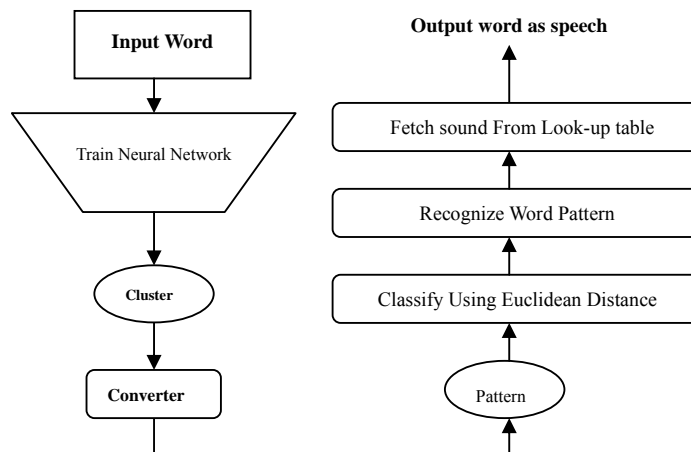 Input Word
Train Neural Network
Cluster
Converter
Output word as speech
Fetch sound From Look-up table
Recognize Word Pattern
Classify Using Euclidean Distance
Pattern